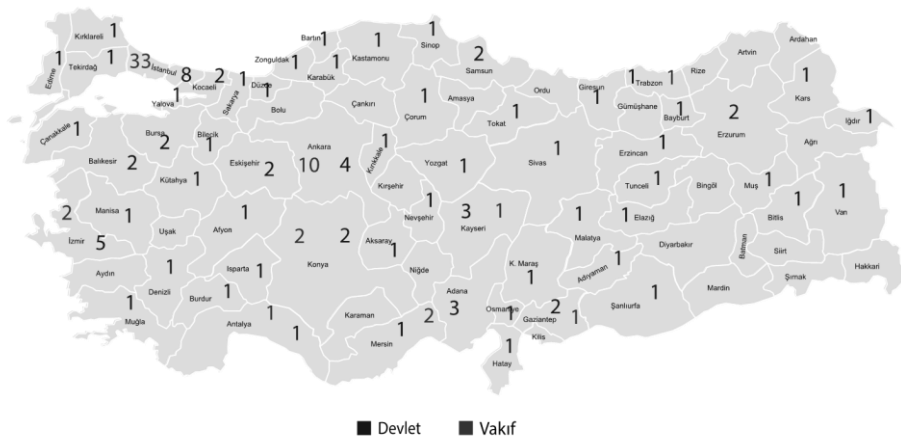 Kırklareli 1
Edirne 1
Tekirdağ 1
33 İstanbul 8
Kocaeli 2
Yalova 1
Sakarya 1
Düzce 1
Zonguldak 1
Bartın 1
Karabük 1
Kastamonu 1
Sinop 1
Samsun 2
Ordu
Giresun 1
Trabzon 1 1
Rize
Artvin
Ardahan
Kars 1
Iğdır 1
Çanakkale 1
Balıkesir 2
Bursa 2
Bilecik 1
Bolu
Çankırı
Çorum 1
Amasya
Tokat 1
Gümüşhane
Bayburt 1
Erzurum 2
Ağrı
Kütahya 1
Eskişehir 2
Ankara 10 4
Kırıkkale 1
Kırşehir
Yozgat 1
Sivas 1
Erzincan 1
Tunceli 1
Bingöl
Muş 1
Bitlis 1
Van 1
Manisa 1
İzmir 2 5
Uşak
Afyon 1
Konya 2 2
Aksaray 1
Nevşehir 1
Kayseri 3 1
Malatya 1
Elazığ 1
Diyarbakır
Batman
Siirt
Şırnak
Hakkari
Aydın
Denizli 1
Isparta 1
Burdur 1
Muğla 1
Antalya 1 1
Karaman
Niğde
Mersin 1 2
Adana 3
K. Maraş 1
Osmaniye 1
Gaziantep 2 1
Kilis
Adıyaman 1
Şanlıurfa 1
Mardin
Hatay 1
Devlet Vakıf